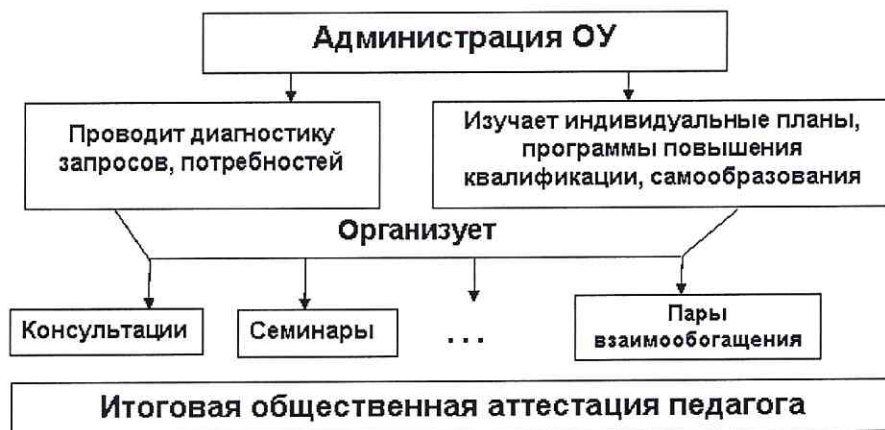 Администрация ОУ
Проводит диагностику
запросов, потребностей
Изучает индивидуальные планы,
программы повышения
квалификации, самообразования
Организует
Консультации
Семинары
...
Пары
взаимообогащения
Итоговая общественная аттестация педагога